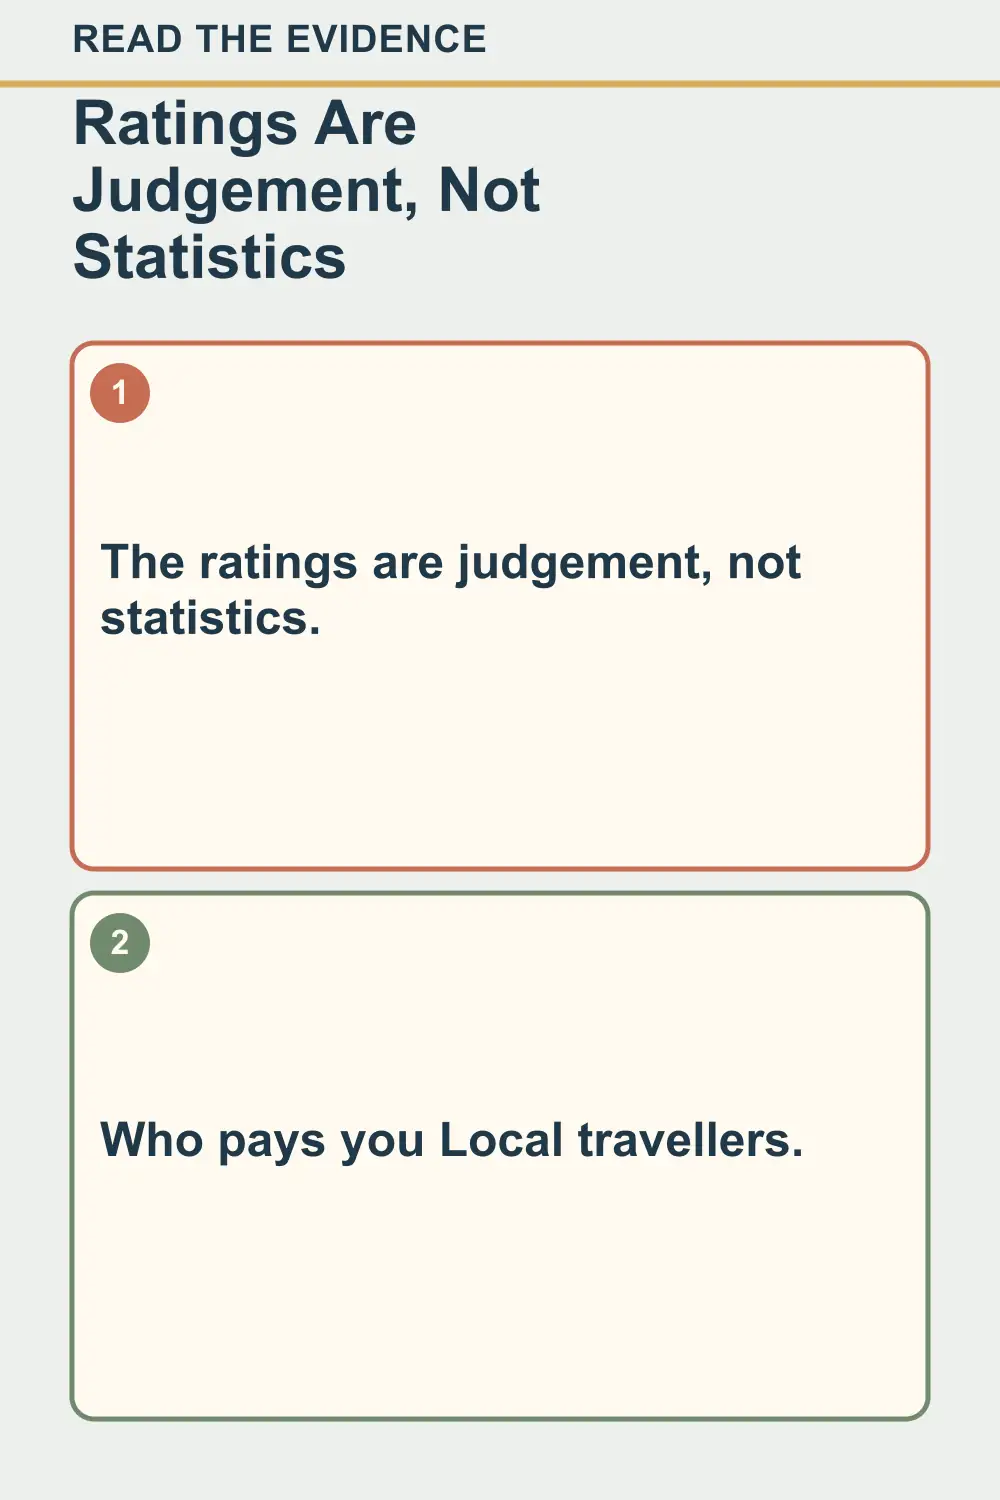 READ THE EVIDENCE
Ratings Are
Judgement, Not
Statistics
1
The ratings are judgement, not
statistics.
2
Who pays you Local travellers.